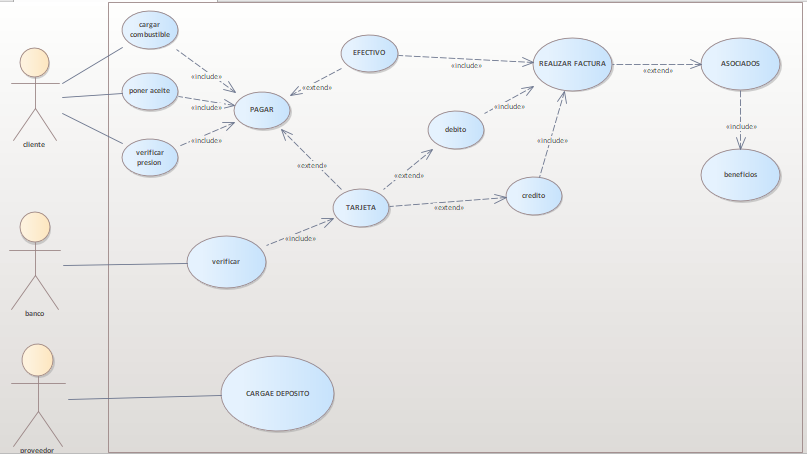 cargar
combustible
EFECTIVO
«include»
REALIZAR FACTURA
ASOCIADOS
«extend»
«include»
poner aceite
«extend»
«include»
PAGAR
«include»
debito
«include»
«include»
«include»
cliente
verificar
presion
«extend»
«extend»
beneficios
TARJETA
«extend»
credito
«include»
verificar
banco
CARGAE DEPOSITO
proveedor